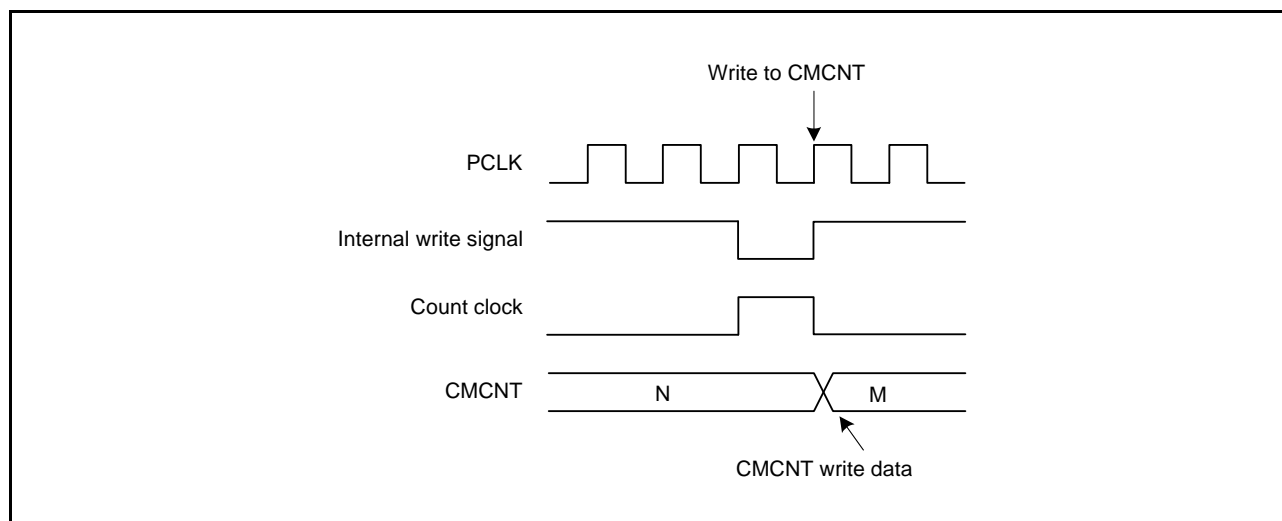 Write to CMCNT
PCLK
Internal write signal
Count clock
CMCNT
N
M
CMCNT write data